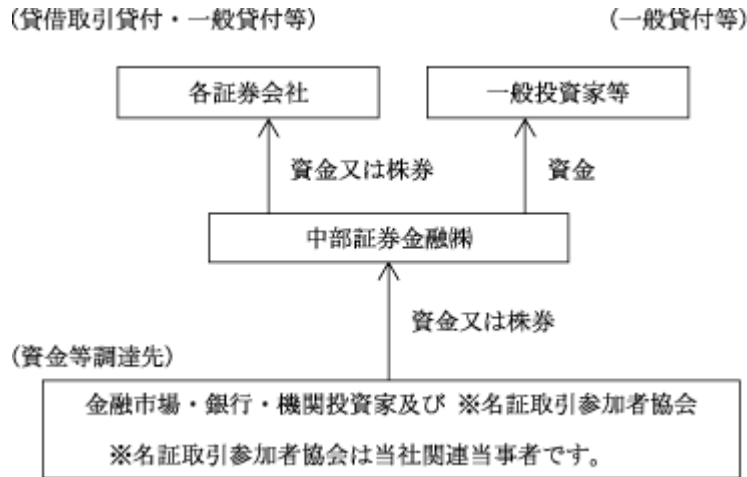 (貸借取引貸付・一般貸付等) (一般貸付等)
各証券会社 一般投資家等
資金又は株券 資金
中部証券金融㈱
資金又は株券
(資金等調達先)
金融市場・銀行・機関投資家及び ※名証取引参加者協会
※名証取引参加者協会は当社関連当事者です。